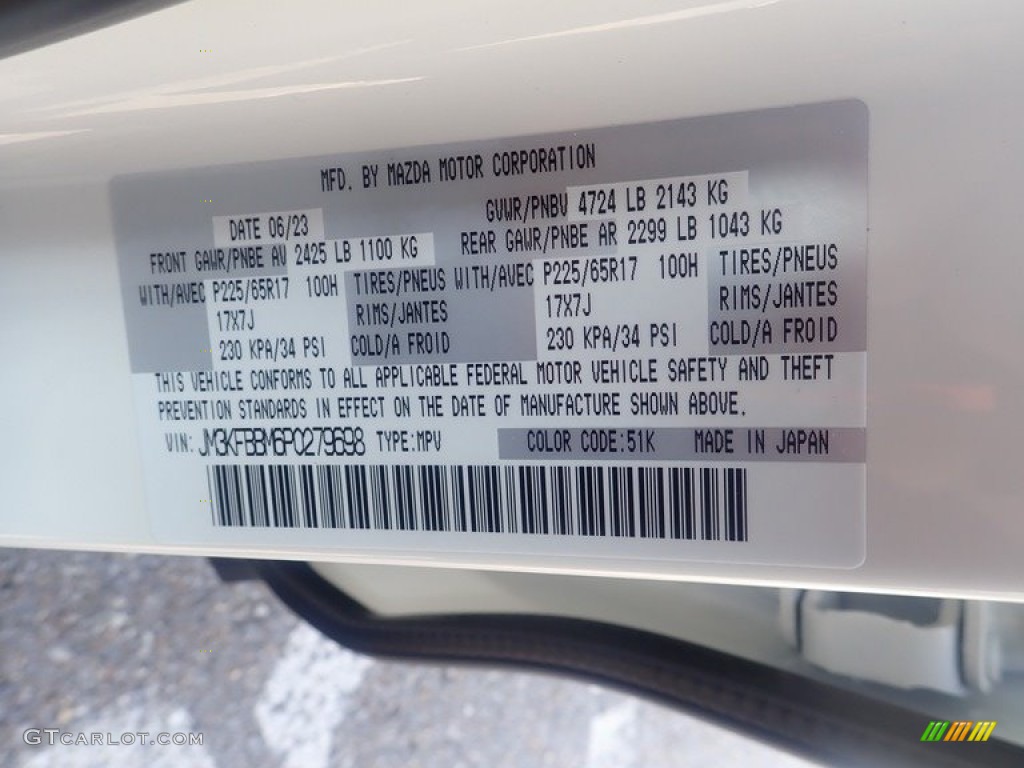 MFD. BY MAZDA MOTOR CORPORATION
DATE 06/23 GVWR/PNBV 4724 LB 2143 KG
FRONT GAWR/PNBE AV 2425 LB 1100 KG REAR GAWR/PNBE AR 2299 LB 1043 KG
WITH/AVEC P225/65R17 100H TIRES/PNEUS WITH/AVEC P225/65R17 100H TIRES/PNEUS
17X7J RIMS/JANTES 17X7J RIMS/JANTES
230 KPA/34 PSI COLD/A FROID 230 KPA/34 PSI COLD/A FROID
THIS VEHICLE CONFORMS TO ALL APPLICABLE FEDERAL MOTOR VEHICLE SAFETY AND THEFT
PREVENTION STANDARDS IN EFFECT ON THE DATE OF MANUFACTURE SHOWN ABOVE.
VIN: JM3KFBBM6P0279698 TYPE:MPV COLOR CODE:51K MADE IN JAPAN
GTCARLOT.COM